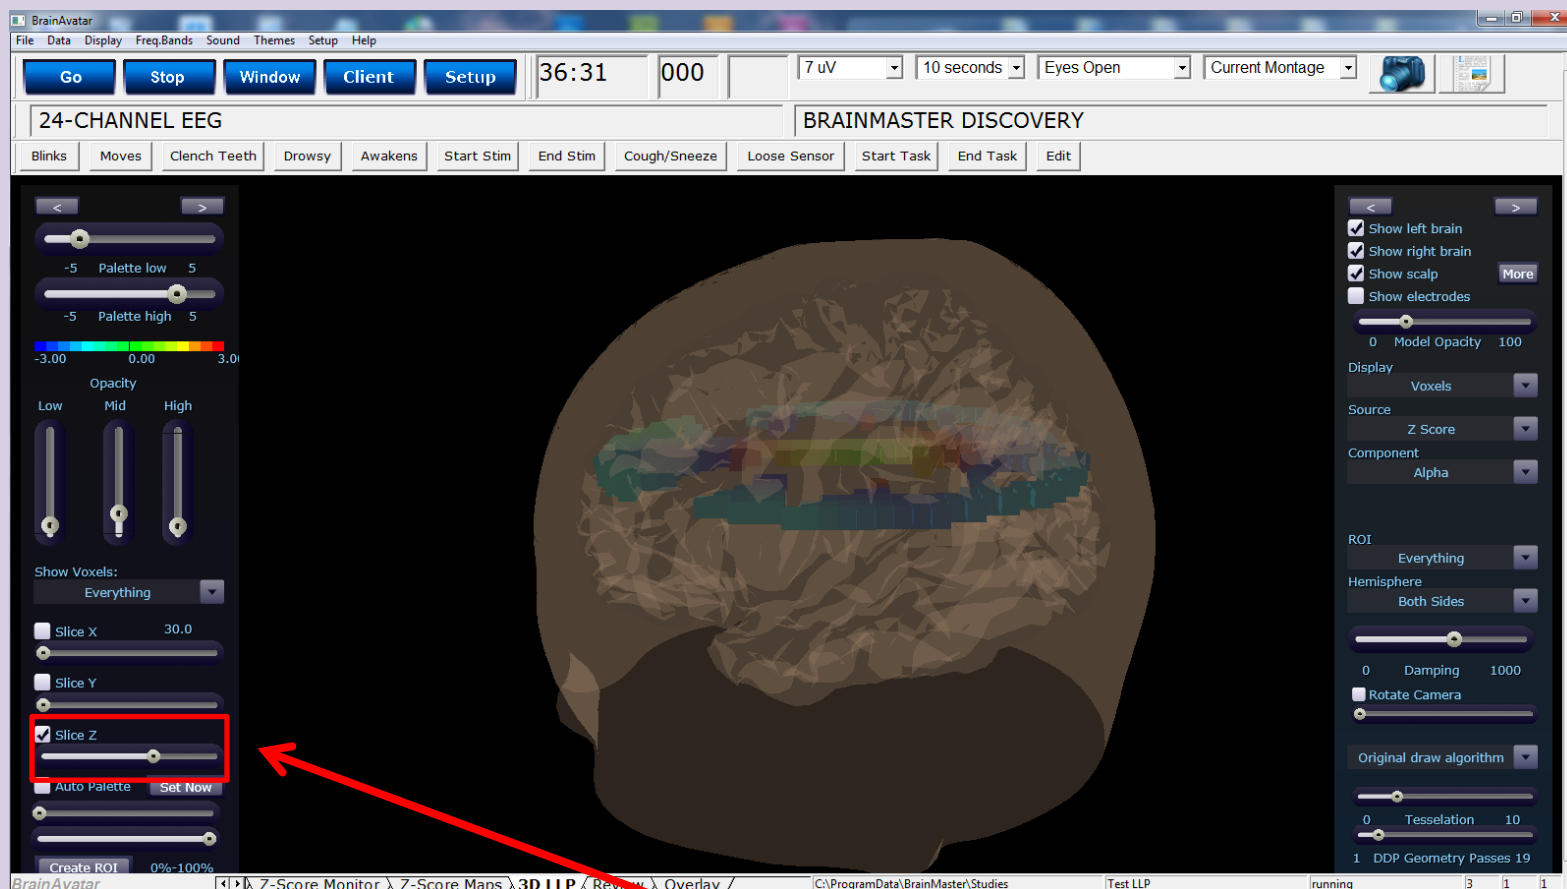 BrainAvatar
File Data Display Freq.Bands Sound Themes Setup Help
Go Stop Window Client Setup 36:31 000 7 uV 10 seconds Eyes Open Current Montage
24-CHANNEL EEG BRAINMASTER DISCOVERY
Blinks Moves Clench Teeth Drowsy Awakens Start Stim End Stim Cough/Sneeze Loose Sensor Start Task End Task Edit
< >
-5 Palette low 5
-5 Palette high 5
-3.00 0.00 3.0
Opacity
Low Mid High
Show Voxels:
Everything
Slice X 30.0
Slice Y
Slice Z
Auto Palette Set Now
Create ROI 0%-100%
< >
Show left brain
Show right brain
Show scalp More
Show electrodes
0 Model Opacity 100
Display
Voxels
Source
Z Score
Component
Alpha
ROI
Everything
Hemisphere
Both Sides
0 Damping 1000
Rotate Camera
Original draw algorithm
0 Tesselation 10
1 DDP Geometry Passes 19
BrainAvatar Z-Score Monitor Z-Score Maps 3D LLP Review Overlay C:\ProgramData\BrainMaster\Studies Test LLP running 3 1 1